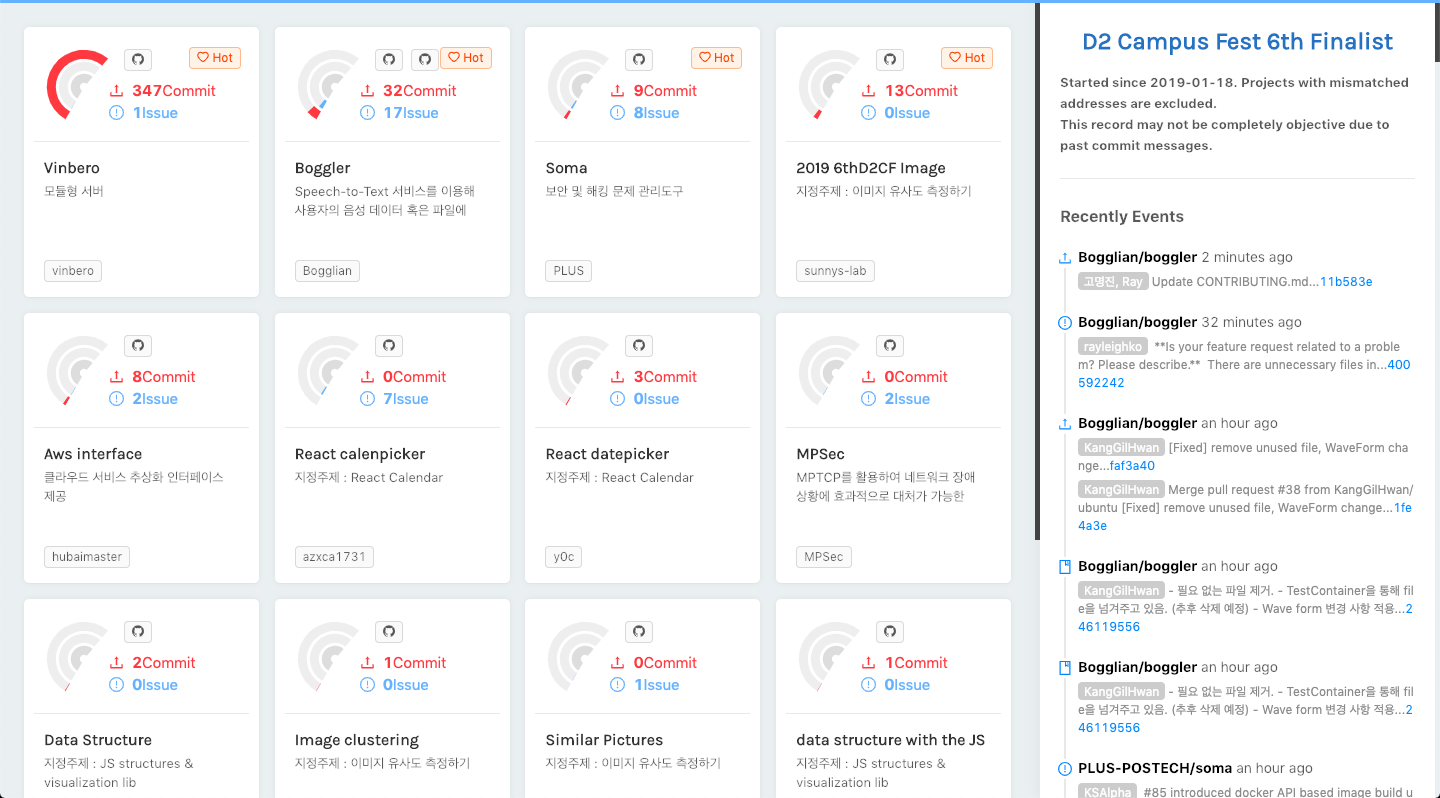 Hot
347Commit
1Issue
Vinbero
모듈형 서버
vinbero
Hot
32Commit
17Issue
Boggler
Speech-to-Text 서비스를 이용해
사용자의 음성 데이터 혹은 파일에
Bogglian
Hot
9Commit
8Issue
Soma
보안 및 해킹 문제 관리도구
PLUS
Hot
13Commit
0Issue
2019 6thD2CF Image
지정주제 : 이미지 유사도 측정하기
sunnys-lab
8Commit
2Issue
Aws interface
클라우드 서비스 추상화 인터페이스
제공
hubaimaster
0Commit
7Issue
React calenpicker
지정주제 : React Calendar
azxca1731
3Commit
0Issue
React datepicker
지정주제 : React Calendar
y0c
0Commit
2Issue
MPSec
MPTCP를 활용하여 네트워크 장애
상황에 효과적으로 대처가 가능한
MPSec
2Commit
0Issue
Data Structure
지정주제 : JS structures &
visualization lib
1Commit
0Issue
Image clustering
지정주제 : 이미지 유사도 측정하기
0Commit
1Issue
Similar Pictures
지정주제 : 이미지 유사도 측정하기
1Commit
0Issue
data structure with the JS
지정주제 : JS structures &
visualization lib
D2 Campus Fest 6th Finalist
Started since 2019-01-18. Projects with mismatched
addresses are excluded.
This record may not be completely objective due to
past commit messages.
Recently Events
Bogglian/boggler 2 minutes ago
고명진, Ray Update CONTRIBUTING.md...11b583e
Bogglian/boggler 32 minutes ago
rayleighko **Is your feature request related to a proble
m? Please describe.** There are unnecessary files in...400
592242
Bogglian/boggler an hour ago
KangGilHwan [Fixed] remove unused file, WaveForm cha
nge...faf3a40
KangGilHwan Merge pull request #38 from KangGilHwan/
ubuntu [Fixed] remove unused file, WaveForm change...1fe
4a3e
Bogglian/boggler an hour ago
KangGilHwan - 필요 없는 파일 제거. - TestContainer을 통해 fil
e을 넘겨주고 있음. (추후 삭제 예정) - Wave form 변경 사항 적용...2
46119556
Bogglian/boggler an hour ago
KangGilHwan - 필요 없는 파일 제거. - TestContainer을 통해 fil
e을 넘겨주고 있음. (추후 삭제 예정) - Wave form 변경 사항 적용...2
46119556
PLUS-POSTECH/soma an hour ago
KSAlpha #85 introduced docker API based image build u